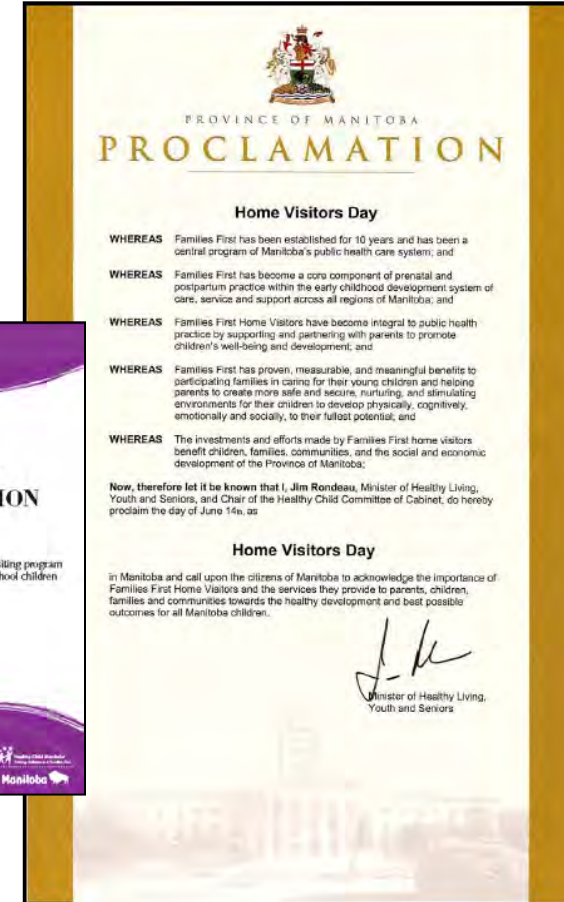 PROVINCE OF MANITOBA
PROCLAMATION
Home Visitors Day
WHEREAS Families First has been established for 10 years and has been a
central program of Manitoba's public health care system; and
WHEREAS Families First has become a core component of prenatal and
postpartum practice within the early childhood development system of
care, service and support across all regions of Manitoba; and
WHEREAS Families First Home Visitors have become integral to public health
practice by supporting and partnering with parents to promote
children's well-being and development; and
WHEREAS Families First has proven, measurable, and meaningful benefits to
participating families in caring for their young children and helping
parents to create more safe and secure, nurturing, and stimulating
environments for their children to develop physically, cognitively,
emotionally and socially, to their fullest potential; and
WHEREAS The investments and efforts made by Families First home visitors
benefit children, families, communities, and the social and economic
development of the Province of Manitoba;
Now, therefore let it be known that I, Jim Rondeau, Minister of Healthy Living,
Youth and Seniors, and Chair of the Healthy Child Committee of Cabinet, do hereby
proclaim the day of June 14th, as
Home Visitors Day
in Manitoba and call upon the citizens of Manitoba to acknowledge the importance of
Families First Home Visitors and the services they provide to parents, children,
families and communities towards the healthy development and best possible
outcomes for all Manitoba children.
Minister of Healthy Living,
Youth and Seniors
ION
siting program
hool children
Healthy Child Manitoba
Manitoba